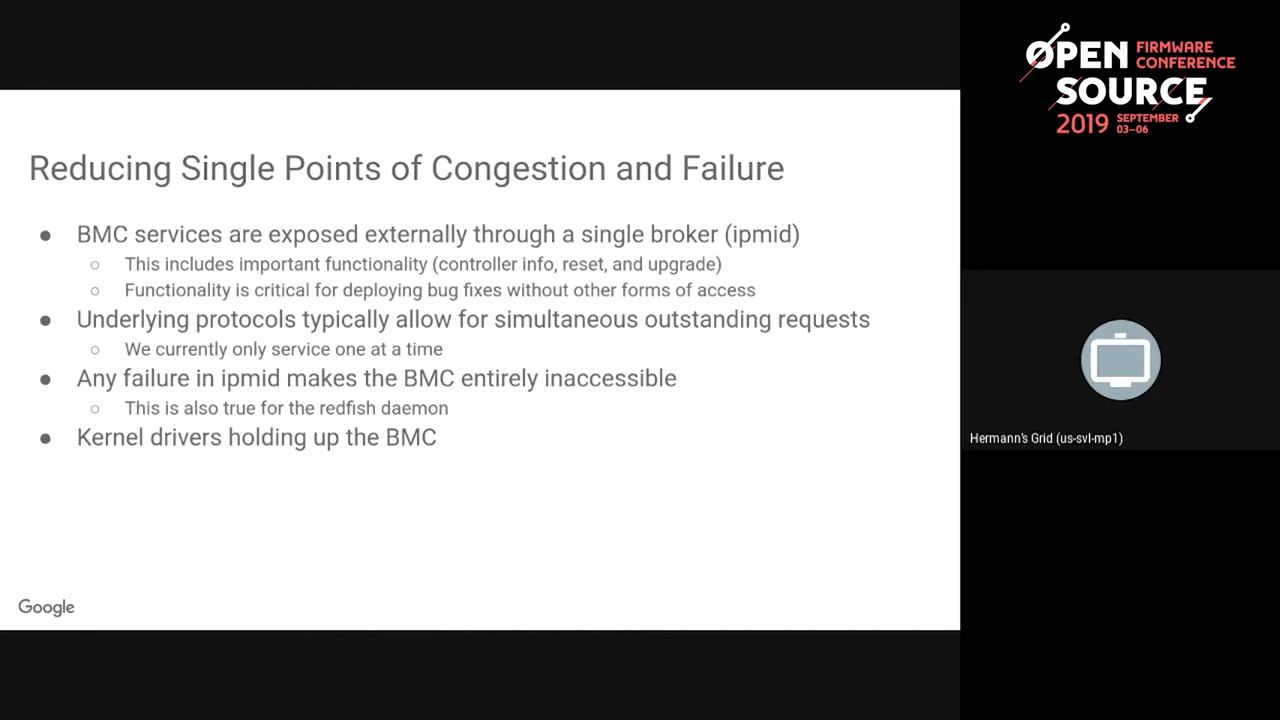 Reducing Single Points of Congestion and Failure
● BMC services are exposed externally through a single broker (ipmid)
○ This includes important functionality (controller info, reset, and upgrade)
○ Functionality is critical for deploying bug fixes without other forms of access
● Underlying protocols typically allow for simultaneous outstanding requests
○ We currently only service one at a time
● Any failure in ipmid makes the BMC entirely inaccessible
○ This is also true for the redfish daemon
● Kernel drivers holding up the BMC
Google
OPEN FIRMWARE
CONFERENCE
SOURCE
2019 SEPTEMBER
03–06
Hermann's Grid (us-svl-mp1)